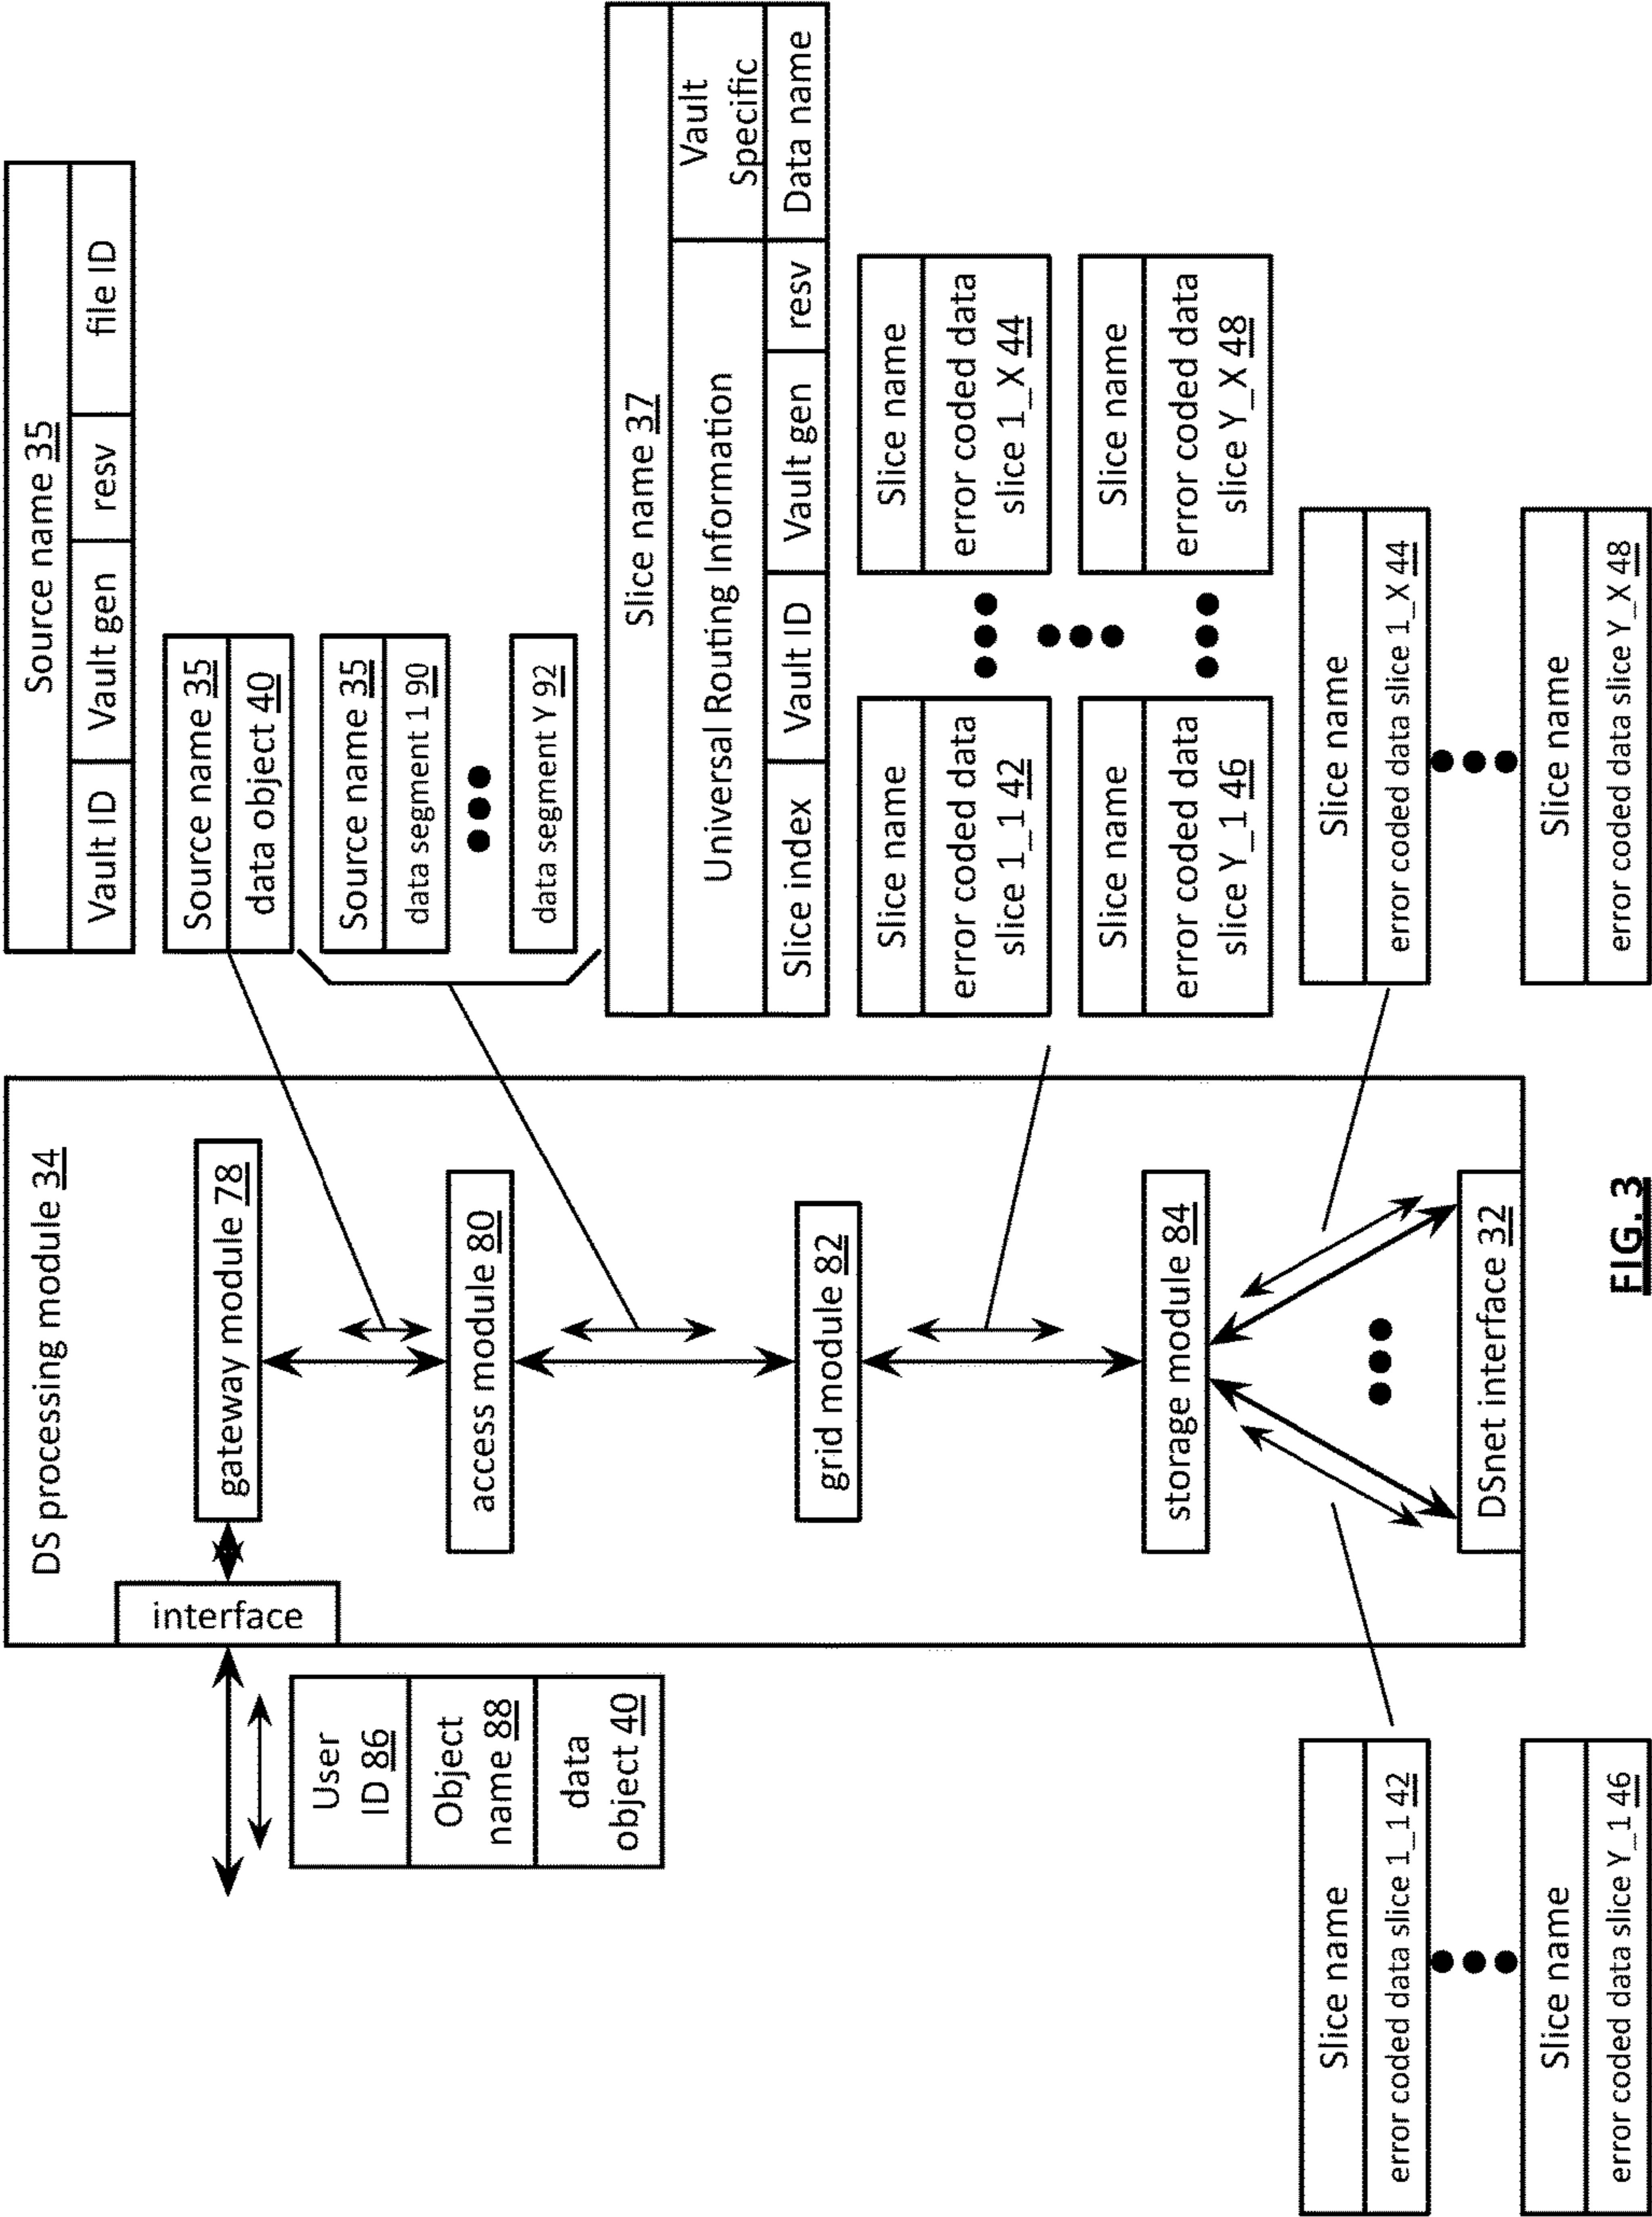 DS processing module 34
interface
gateway module 78
access module 80
grid module 82
storage module 84
DSnet interface 32
User
ID 86
Object
name 88
data
object 40
Source name 35
Vault ID
Vault gen
resv
file ID
Source name 35
data object 40
Source name 35
data segment 1 90
data segment Y 92
Slice name 37
Universal Routing Information
Vault
Specific
Slice index
Vault ID
Vault gen
resv
Data name
Slice name
error coded data
slice 1_1 42
Slice name
error coded data
slice 1_X 44
Slice name
error coded data
slice Y_1 46
Slice name
error coded data
slice Y_X 48
Slice name
error coded data slice 1_1 42
Slice name
error coded data slice Y_1 46
Slice name
error coded data slice 1_X 44
Slice name
error coded data slice Y_X 48
FIG. 3